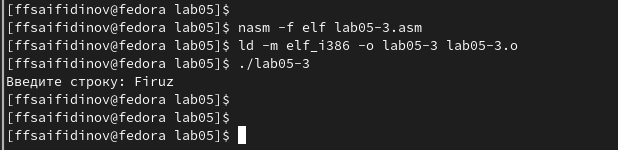 [ffsaifidinov@fedora lab05]$
[ffsaifidinov@fedora lab05]$ nasm -f elf lab05-3.asm
[ffsaifidinov@fedora lab05]$ ld -m elf_i386 -o lab05-3 lab05-3.o
[ffsaifidinov@fedora lab05]$ ./lab05-3
Введите строку: Firuz
[ffsaifidinov@fedora lab05]$
[ffsaifidinov@fedora lab05]$
[ffsaifidinov@fedora lab05]$